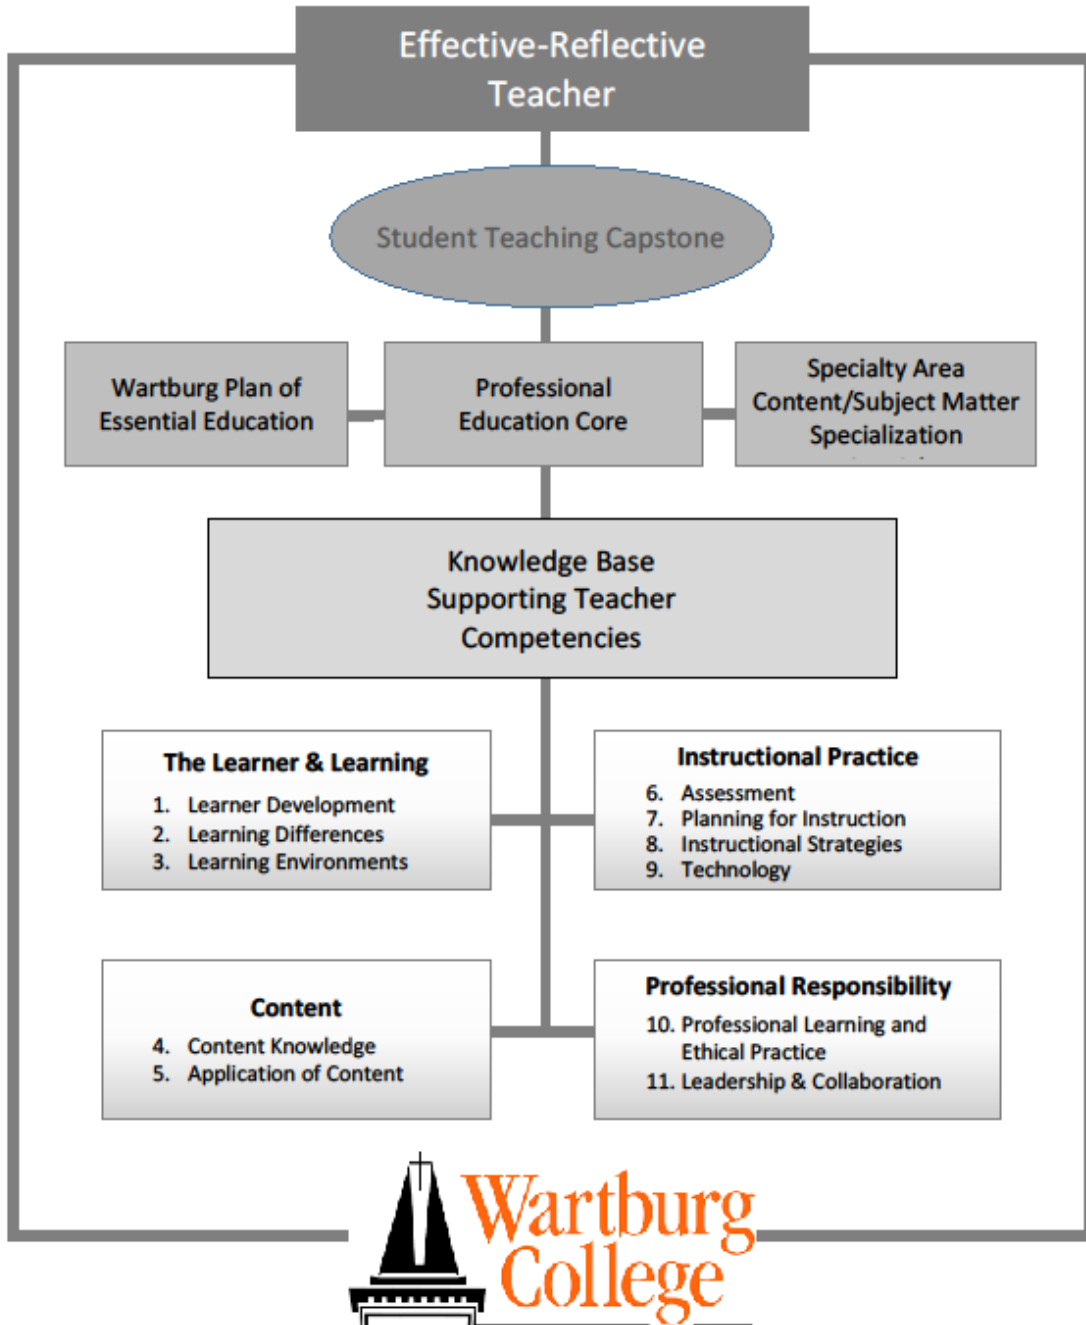 Effective-Reflective
Teacher
Student Teaching Capstone
Wartburg Plan of
Essential Education
Professional
Education Core
Specialty Area
Content/Subject Matter
Specialization
Knowledge Base
Supporting Teacher
Competencies
The Learner & Learning
1. Learner Development
2. Learning Differences
3. Learning Environments
Instructional Practice
6. Assessment
7. Planning for Instruction
8. Instructional Strategies
9. Technology
Content
4. Content Knowledge
5. Application of Content
Professional Responsibility
10. Professional Learning and
Ethical Practice
11. Leadership & Collaboration
Wartburg
College